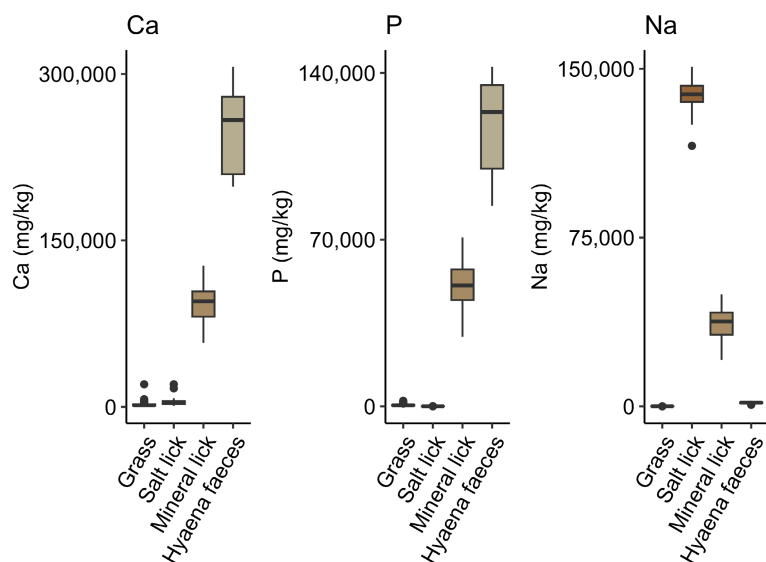 Ca
Ca (mg/kg)
300,000
150,000
0
Grass
Salt lick
Mineral lick
Hyaena faeces
P
P (mg/kg)
140,000
70,000
0
Grass
Salt lick
Mineral lick
Hyaena faeces
Na
Na (mg/kg)
150,000
75,000
0
Grass
Salt lick
Mineral lick
Hyaena faeces